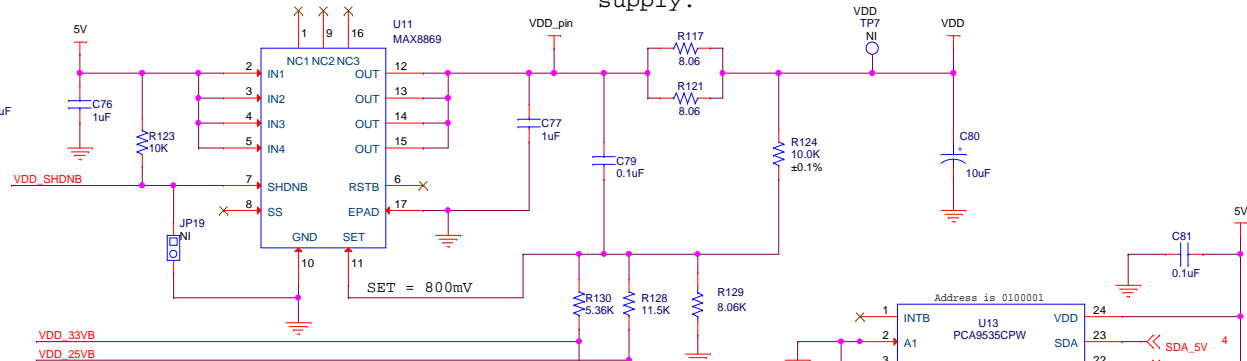 supply.
5V
C76
1uF
uF
R123
10K
VDD_SHDNB
JP19
NI
U11
MAX8869
1
9
16
NC1
NC2
NC3
2
IN1
3
IN2
4
IN3
5
IN4
7
SHDNB
8
SS
GND
10
SET
11
OUT
12
OUT
13
OUT
14
OUT
15
RSTB
6
EPAD
17
SET = 800mV
VDD_pin
C77
1uF
C79
0.1uF
R117
8.06
R121
8.06
VDD
TP7
NI
VDD
R124
10.0K
±0.1%
C80
+
10uF
R130
5.36K
R128
11.5K
R129
8.06K
VDD_33VB
VDD_25VB
5V
C81
0.1uF
Address is 0100001
U13
PCA9535CPW
1
INTB
2
A1
3
VDD
24
SDA
23
SDA_5V
4
22